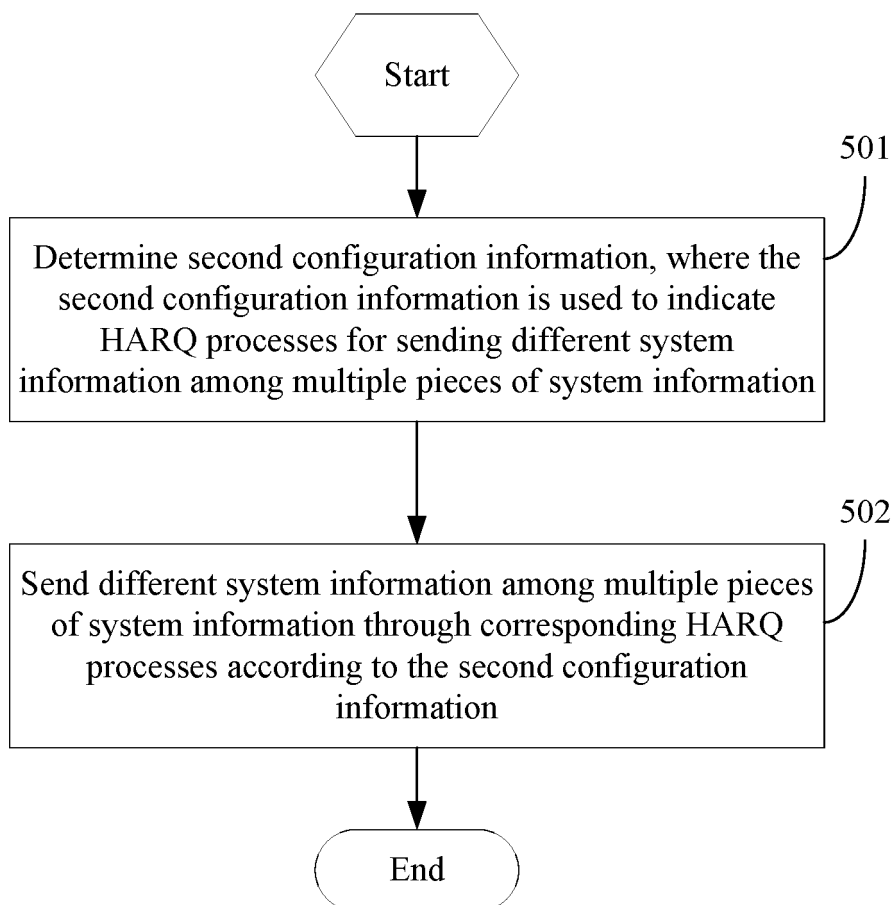 Start
501
Determine second configuration information, where the
second configuration information is used to indicate
HARQ processes for sending different system
information among multiple pieces of system information
502
Send different system information among multiple pieces
of system information through corresponding HARQ
processes according to the second configuration
information
End